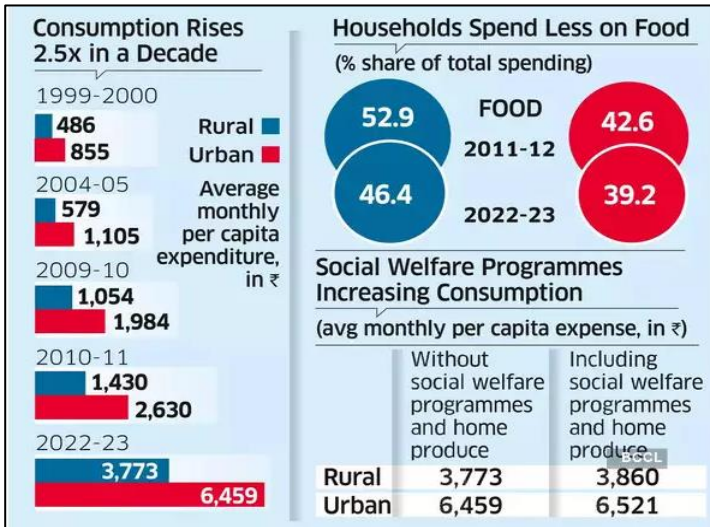 Consumption Rises
2.5x in a Decade
1999-2000
486
855
Rural
Urban
2004-05
579
1,105
Average
monthly
per capita
expenditure,
in ₹
2009-10
1,054
1,984
2010-11
1,430
2,630
2022-23
3,773
6,459
Households Spend Less on Food
(% share of total spending)
52.9
FOOD
42.6
2011-12
46.4
39.2
2022-23
Social Welfare Programmes
Increasing Consumption
(avg monthly per capita expense, in ₹)
Without
social welfare
programmes
and home
produce
Including
social welfare
programmes
and home
produce
BCCL
Rural 3,773 3,860
Urban 6,459 6,521